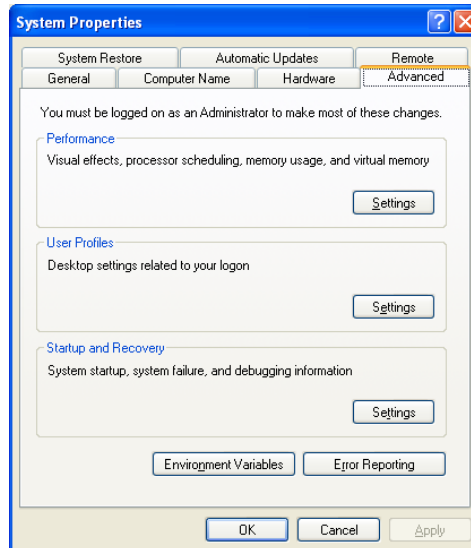 System Properties
System Restore Automatic Updates Remote
General Computer Name Hardware Advanced
You must be logged on as an Administrator to make most of these changes.
Performance
Visual effects, processor scheduling, memory usage, and virtual memory
Settings
User Profiles
Desktop settings related to your logon
Settings
Startup and Recovery
System startup, system failure, and debugging information
Settings
Environment Variables Error Reporting
OK Cancel Apply